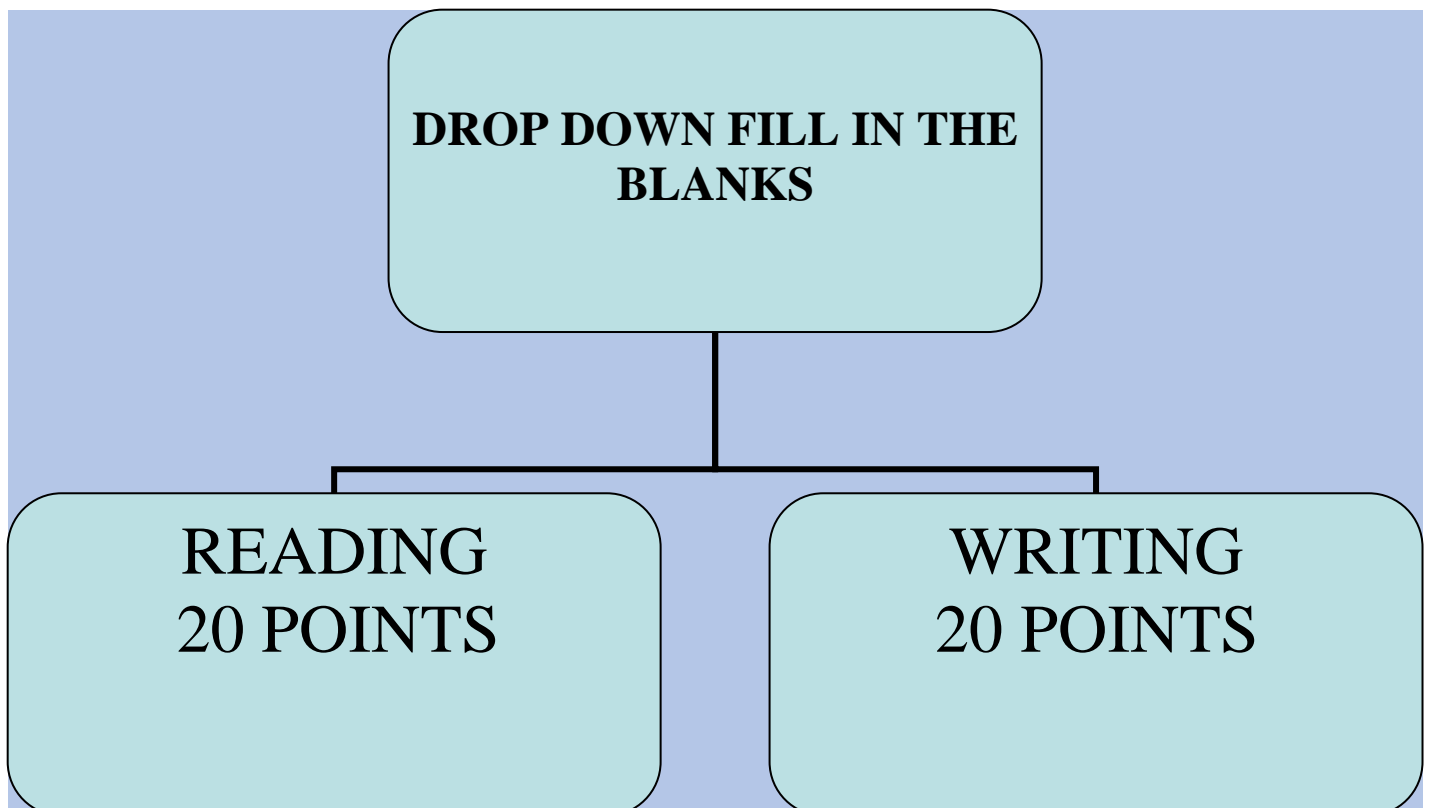 DROP DOWN FILL IN THE
BLANKS
READING
20 POINTS
WRITING
20 POINTS